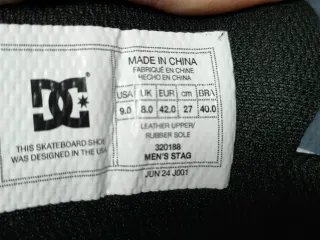 DC
THIS SKATEBOARD SHOE
WAS DESIGNED IN THE USA
MADE IN CHINA
FABRIQUÉ EN CHINE
HECHO EN CHINA
USA UK EUR cm BRA
9.0 8.0 42.0 27 40.0
LEATHER UPPER/
RUBBER SOLE
320188
MEN'S STAG
JUN 24 J001